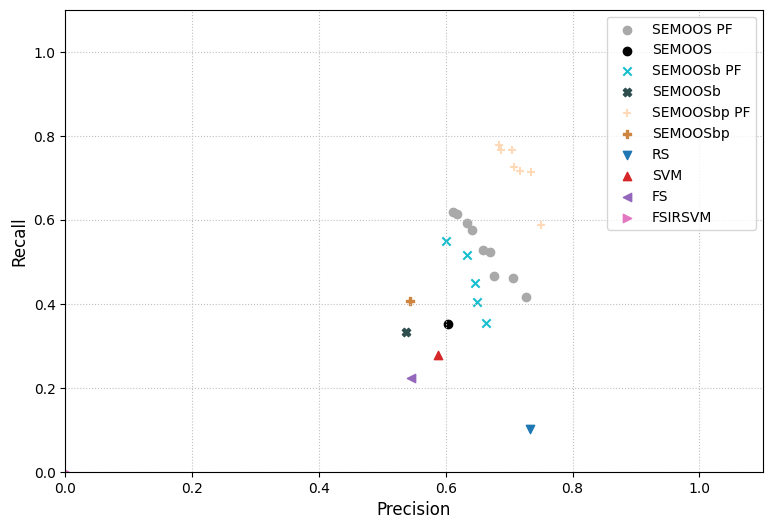 1.0
0.8
0.6
0.4
0.2
0.0
Recall
0.0 0.2 0.4 0.6 0.8 1.0
Precision
SEMOOS PF
SEMOOS
SEMOOSb PF
SEMOOSb
SEMOOSbp PF
SEMOOSbp
RS
SVM
FS
FSIRSVM